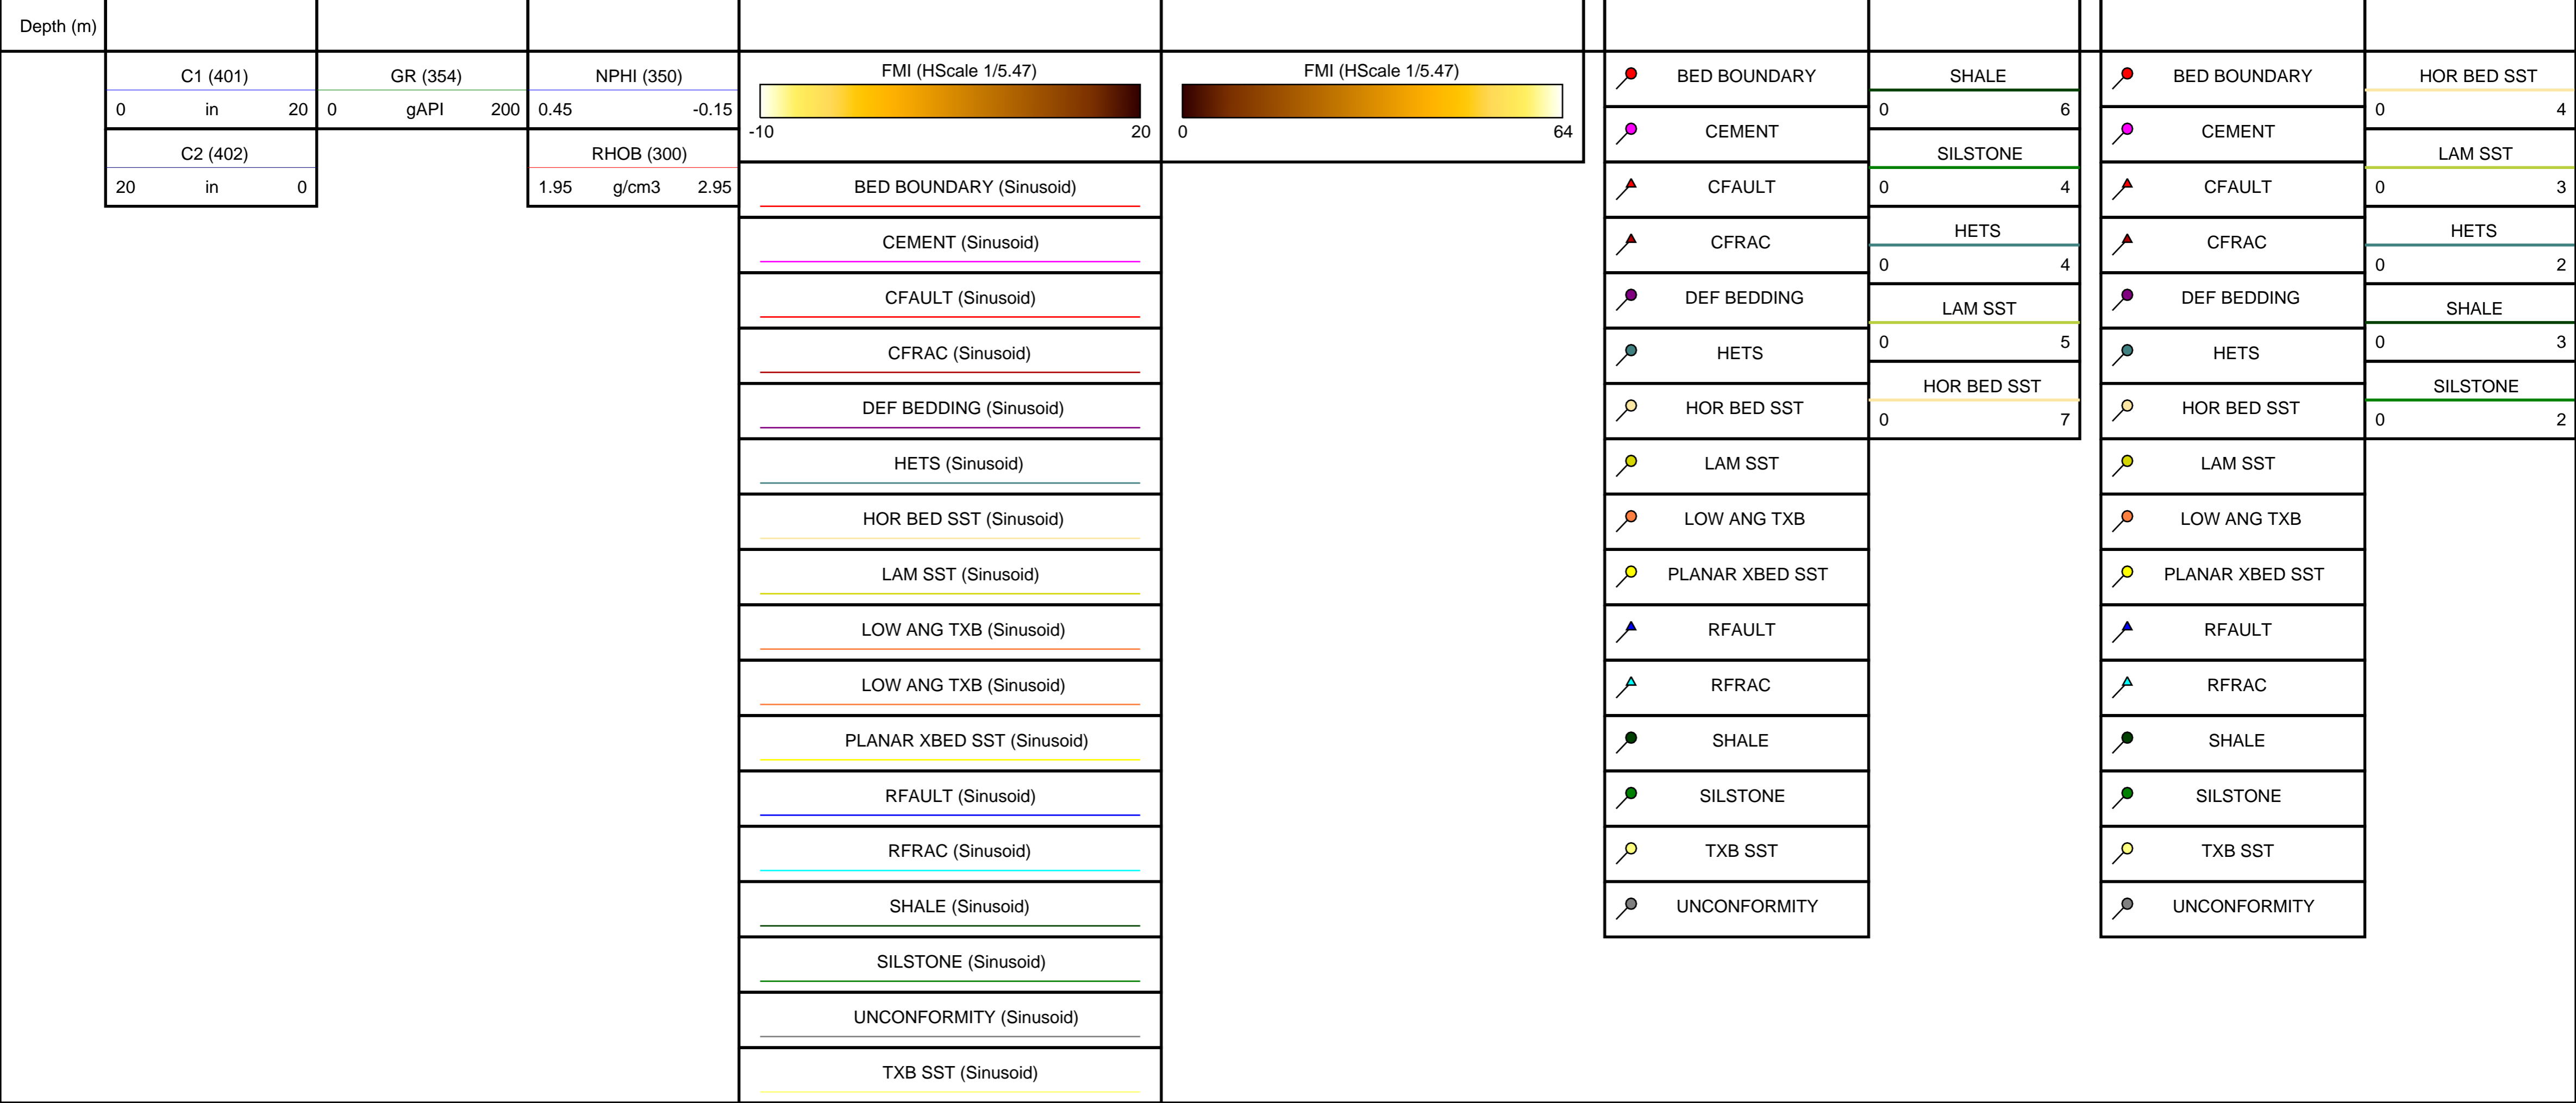 Depth (m)
C1 (401)
0 in 20
C2 (402)
20 in 0
GR (354)
0 gAPI 200
NPHI (350)
0.45 -0.15
RHOB (300)
1.95 g/cm3 2.95
FMI (HScale 1/5.47)
-10 20
BED BOUNDARY (Sinusoid)
CEMENT (Sinusoid)
CFAULT (Sinusoid)
CFRAC (Sinusoid)
DEF BEDDING (Sinusoid)
HETS (Sinusoid)
HOR BED SST (Sinusoid)
LAM SST (Sinusoid)
LOW ANG TXB (Sinusoid)
LOW ANG TXB (Sinusoid)
PLANAR XBED SST (Sinusoid)
RFAULT (Sinusoid)
RFRAC (Sinusoid)
SHALE (Sinusoid)
SILSTONE (Sinusoid)
UNCONFORMITY (Sinusoid)
TXB SST (Sinusoid)
FMI (HScale 1/5.47)
0 64
BED BOUNDARY
CEMENT
CFAULT
CFRAC
DEF BEDDING
HETS
HOR BED SST
LAM SST
LOW ANG TXB
PLANAR XBED SST
RFAULT
RFRAC
SHALE
SILSTONE
TXB SST
UNCONFORMITY
SHALE
0 6
SILSTONE
0 4
HETS
0 4
LAM SST
0 5
HOR BED SST
0 7
BED BOUNDARY
CEMENT
CFAULT
CFRAC
DEF BEDDING
HETS
HOR BED SST
LAM SST
LOW ANG TXB
PLANAR XBED SST
RFAULT
RFRAC
SHALE
SILSTONE
TXB SST
UNCONFORMITY
HOR BED SST
0 4
LAM SST
0 3
HETS
0 2
SHALE
0 3
SILSTONE
0 2